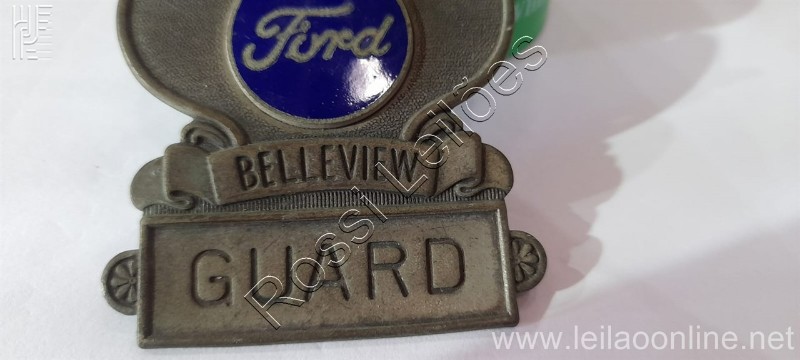 Ford
BELLEVIEW
GUARD
Rossi Leilões
www.leilaoonline.net